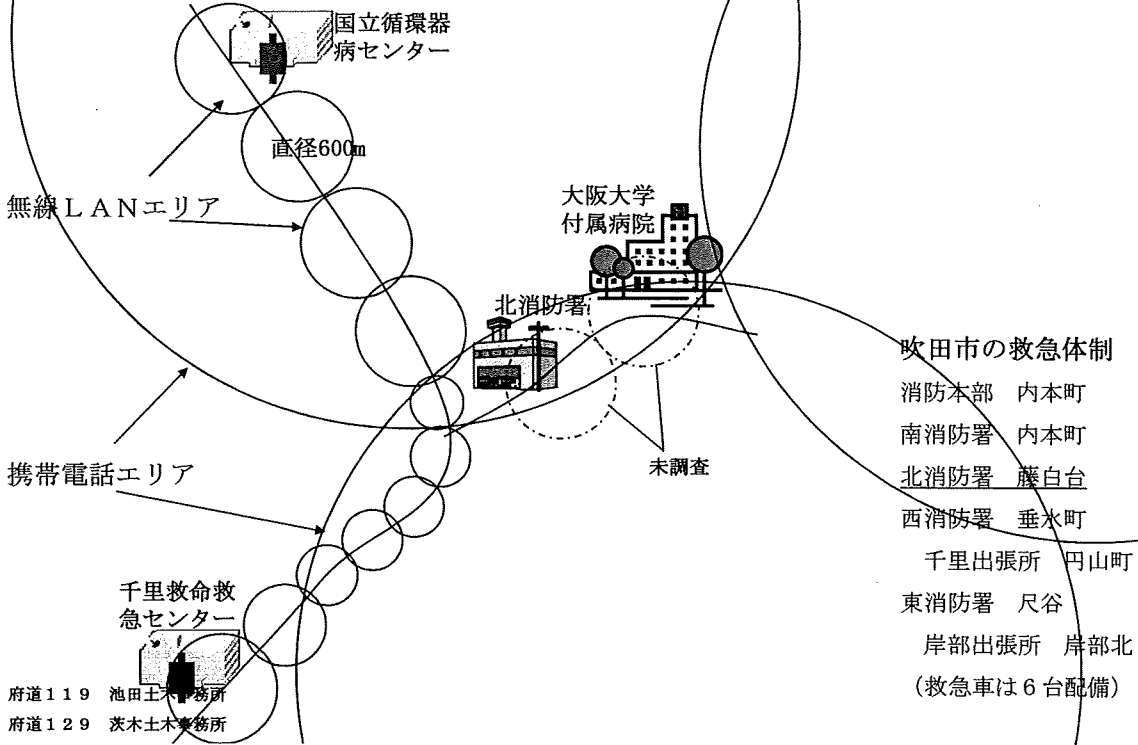 国立循環器
病センター
直径600m
無線ＬＡＮエリア
大阪大学
付属病院
北消防署
未調査
携帯電話エリア
千里救命救
急センター
府道１１９　池田土木事務所
府道１２９　茨木土木事務所
吹田市の救急体制
消防本部　内本町
南消防署　内本町
北消防署　藤白台
西消防署　垂水町
千里出張所　円山町
東消防署　尺谷
岸部出張所　岸部北
（救急車は６台配備）